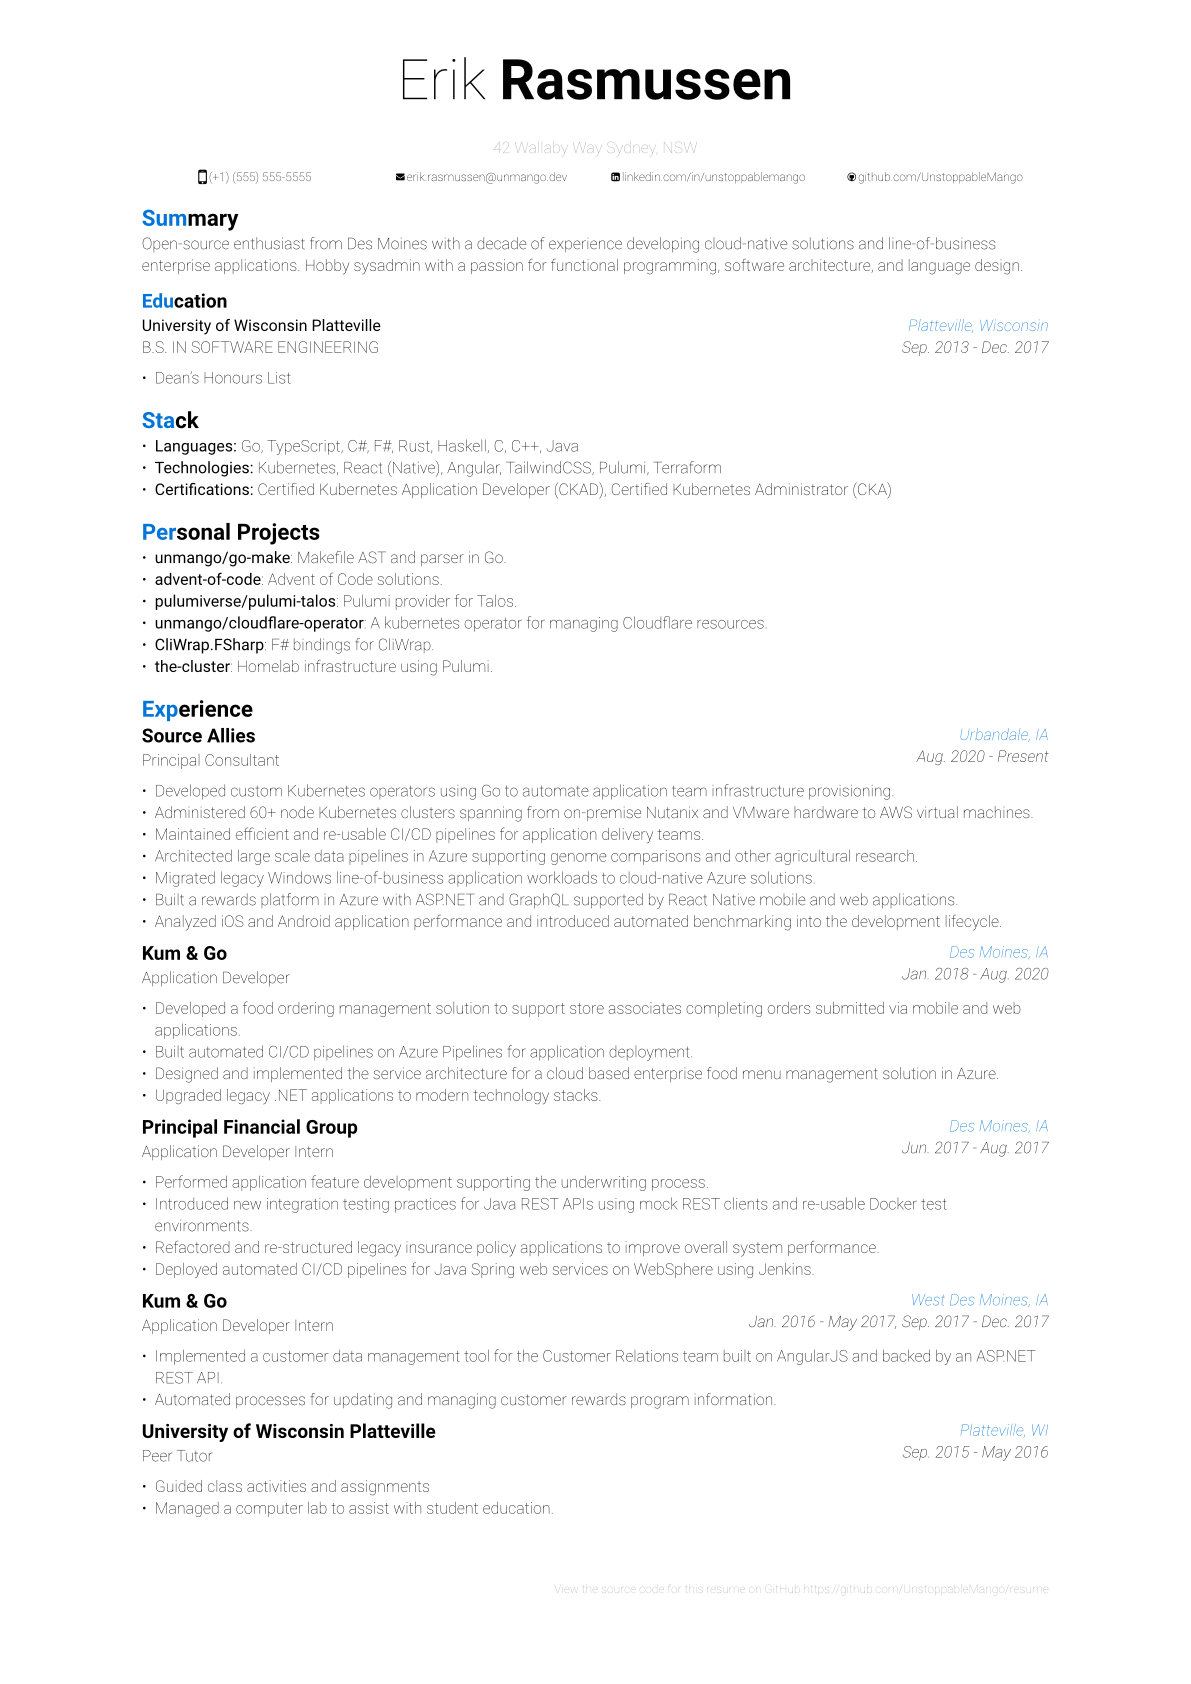 Erik Rasmussen
42 Wallaby Way Sydney, NSW
(+1) (555) 555-5555 erik.rasmussen@unmango.dev linkedin.com/in/unstoppablemango github.com/UnstoppableMango
Summary
Open-source enthusiast from Des Moines with a decade of experience developing cloud-native solutions and line-of-business
enterprise applications. Hobby sysadmin with a passion for functional programming, software architecture, and language design.
Education
University of Wisconsin Platteville Platteville, Wisconsin
B.S. IN SOFTWARE ENGINEERING Sep. 2013 - Dec. 2017
• Dean's Honours List
Stack
• Languages: Go, TypeScript, C#, F#, Rust, Haskell, C, C++, Java
• Technologies: Kubernetes, React (Native), Angular, TailwindCSS, Pulumi, Terraform
• Certifications: Certified Kubernetes Application Developer (CKAD), Certified Kubernetes Administrator (CKA)
Personal Projects
• unmango/go-make: Makefile AST and parser in Go.
• advent-of-code: Advent of Code solutions.
• pulumiverse/pulumi-talos: Pulumi provider for Talos.
• unmango/cloudflare-operator: A kubernetes operator for managing Cloudflare resources.
• CliWrap.FSharp: F# bindings for CliWrap.
• the-cluster: Homelab infrastructure using Pulumi.
Experience
Source Allies Urbandale, IA
Principal Consultant Aug. 2020 - Present
• Developed custom Kubernetes operators using Go to automate application team infrastructure provisioning.
• Administered 60+ node Kubernetes clusters spanning from on-premise Nutanix and VMware hardware to AWS virtual machines.
• Maintained efficient and re-usable CI/CD pipelines for application delivery teams.
• Architected large scale data pipelines in Azure supporting genome comparisons and other agricultural research.
• Migrated legacy Windows line-of-business application workloads to cloud-native Azure solutions.
• Built a rewards platform in Azure with ASP.NET and GraphQL supported by React Native mobile and web applications.
• Analyzed iOS and Android application performance and introduced automated benchmarking into the development lifecycle.
Kum & Go Des Moines, IA
Application Developer Jan. 2018 - Aug. 2020
• Developed a food ordering management solution to support store associates completing orders submitted via mobile and web
applications.
• Built automated CI/CD pipelines on Azure Pipelines for application deployment.
• Designed and implemented the service architecture for a cloud based enterprise food menu management solution in Azure.
• Upgraded legacy .NET applications to modern technology stacks.
Principal Financial Group Des Moines, IA
Application Developer Intern Jun. 2017 - Aug. 2017
• Performed application feature development supporting the underwriting process.
• Introduced new integration testing practices for Java REST APIs using mock REST clients and re-usable Docker test
environments.
• Refactored and re-structured legacy insurance policy applications to improve overall system performance.
• Deployed automated CI/CD pipelines for Java Spring web services on WebSphere using Jenkins.
Kum & Go West Des Moines, IA
Application Developer Intern Jan. 2016 - May 2017, Sep. 2017 - Dec. 2017
• Implemented a customer data management tool for the Customer Relations team built on AngularJS and backed by an ASP.NET
REST API.
• Automated processes for updating and managing customer rewards program information.
University of Wisconsin Platteville Platteville, WI
Peer Tutor Sep. 2015 - May 2016
• Guided class activities and assignments
• Managed a computer lab to assist with student education.
View the source code for this resume on GitHub https://github.com/UnstoppableMango/resume